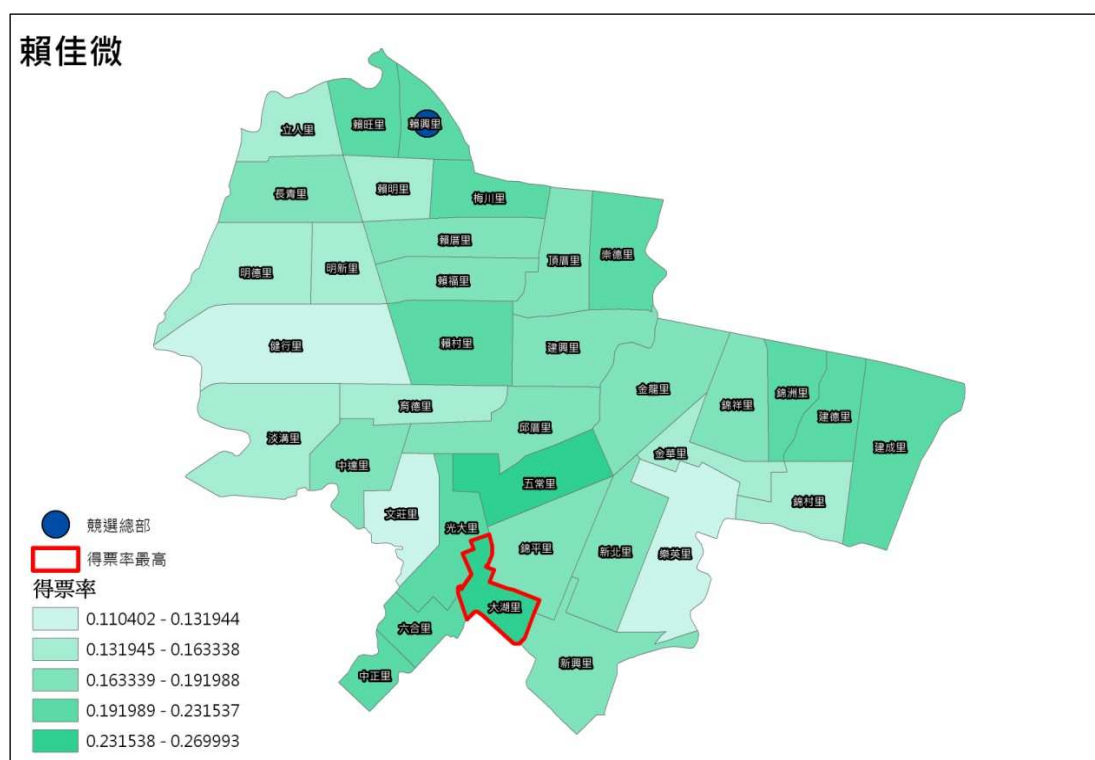 賴佳微
立人里
賴旺里
賴興里
長青里
賴明里
梅川里
明德里
明新里
賴厝里
賴福里
頂厝里
崇德里
健行里
賴村里
建興里
金龍里
錦祥里
錦洲里
建德里
建成里
育德里
淡溝里
邱厝里
中達里
金華里
錦村里
五常里
文莊里
光大里
錦平里
新北里
樂英里
大湖里
六合里
中正里
新興里
競選總部
得票率最高
得票率
0.110402 - 0.131944
0.131945 - 0.163338
0.163339 - 0.191988
0.191989 - 0.231537
0.231538 - 0.269993